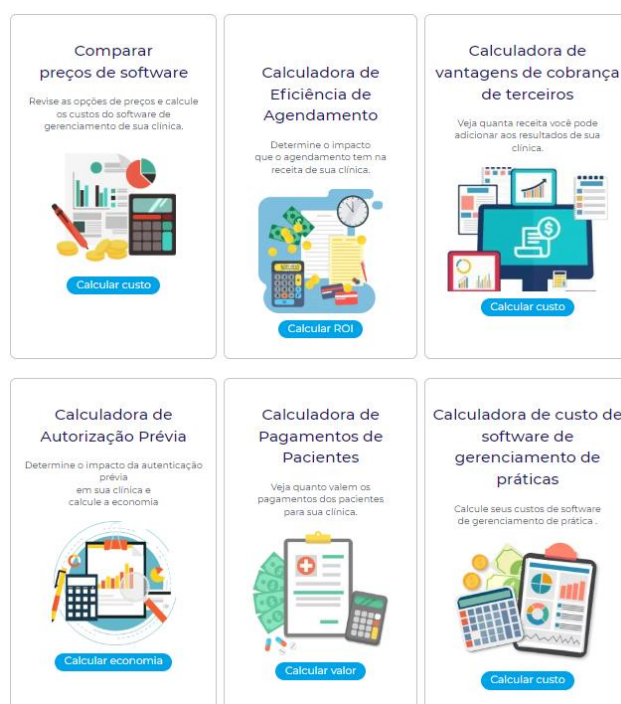 Comparar
preços de software
Revise as opções de preços e calcule
os custos do software de
gerenciamento de sua clínica.
Calcular custo
Calculadora de
Eficiência de
Agendamento
Determine o impacto
que o agendamento tem na
receita de sua clínica.
Calcular ROI
Calculadora de
vantagens de cobrança
de terceiros
Veja quanta receita você pode
adicionar aos resultados de sua
clínica.
Calcular custo
Calculadora de
Autorização Prévia
Determine o impacto da autenticação
prévia
em sua clínica e
calcule a economia
Calcular economia
Calculadora de
Pagamentos de
Pacientes
Veja quanto valem os
pagamentos dos pacientes
para sua clínica.
Calcular valor
Calculadora de custo de
software de
gerenciamento de
práticas
Calcule seus custos de software
de gerenciamento de prática .
Calcular custo